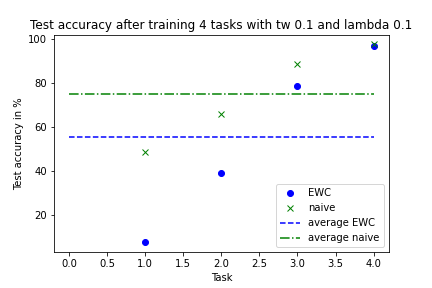 Test accuracy after training 4 tasks with tw 0.1 and lambda 0.1
Test accuracy in %
100
80
60
40
20
EWC
naive
average EWC
average naive
0.0 0.5 1.0 1.5 2.0 2.5 3.0 3.5 4.0
Task